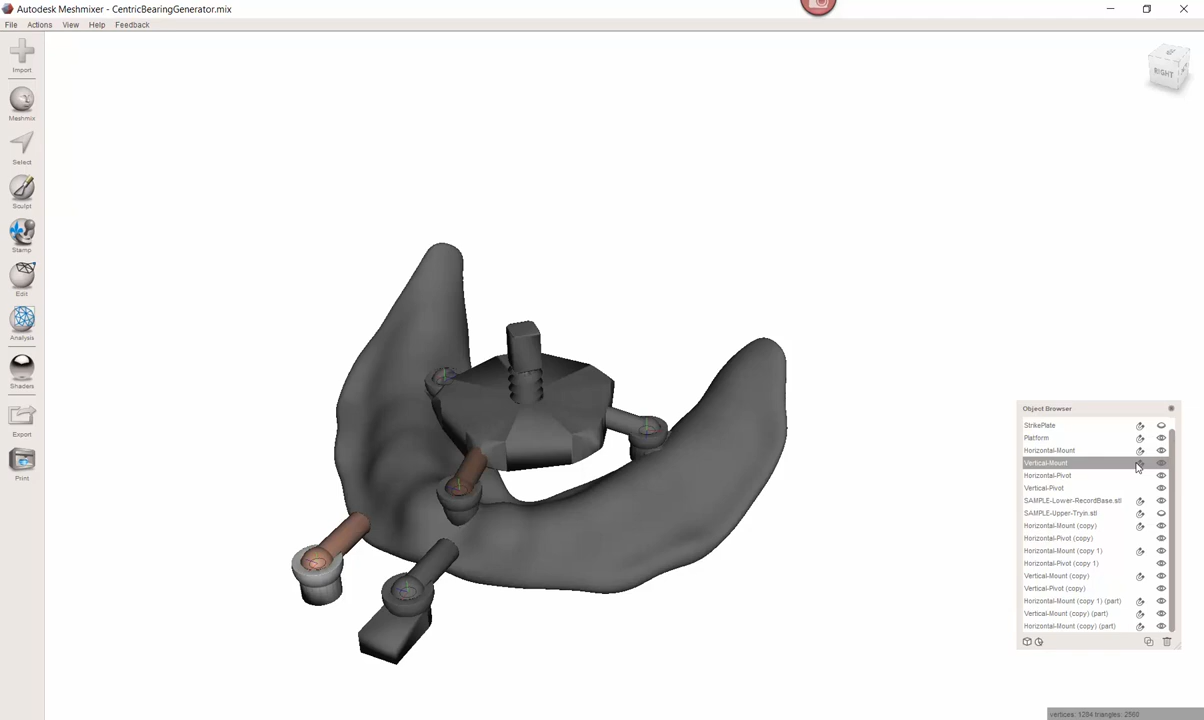 Autodesk Meshmixer - CentricBearingGenerator.mix
File Actions View Help Feedback
Import
Meshmix
Select
Sculpt
Stamp
Edit
Analysis
Shaders
Export
Print
RIGHT
Object Browser
StrikePlate
Platform
Horizontal-Mount
Vertical-Mount
Horizontal-Pivot
Vertical-Pivot
SAMPLE-Lower-RecordBase.stl
SAMPLE-Upper-Tryin.stl
Horizontal-Mount (copy)
Horizontal-Pivot (copy)
Horizontal-Mount (copy 1)
Horizontal-Pivot (copy 1)
Vertical-Mount (copy)
Vertical-Pivot (copy)
Horizontal-Mount (copy 1) (part)
Vertical-Mount (copy) (part)
Horizontal-Mount (copy) (part)
vertices: 1284 triangles: 2560